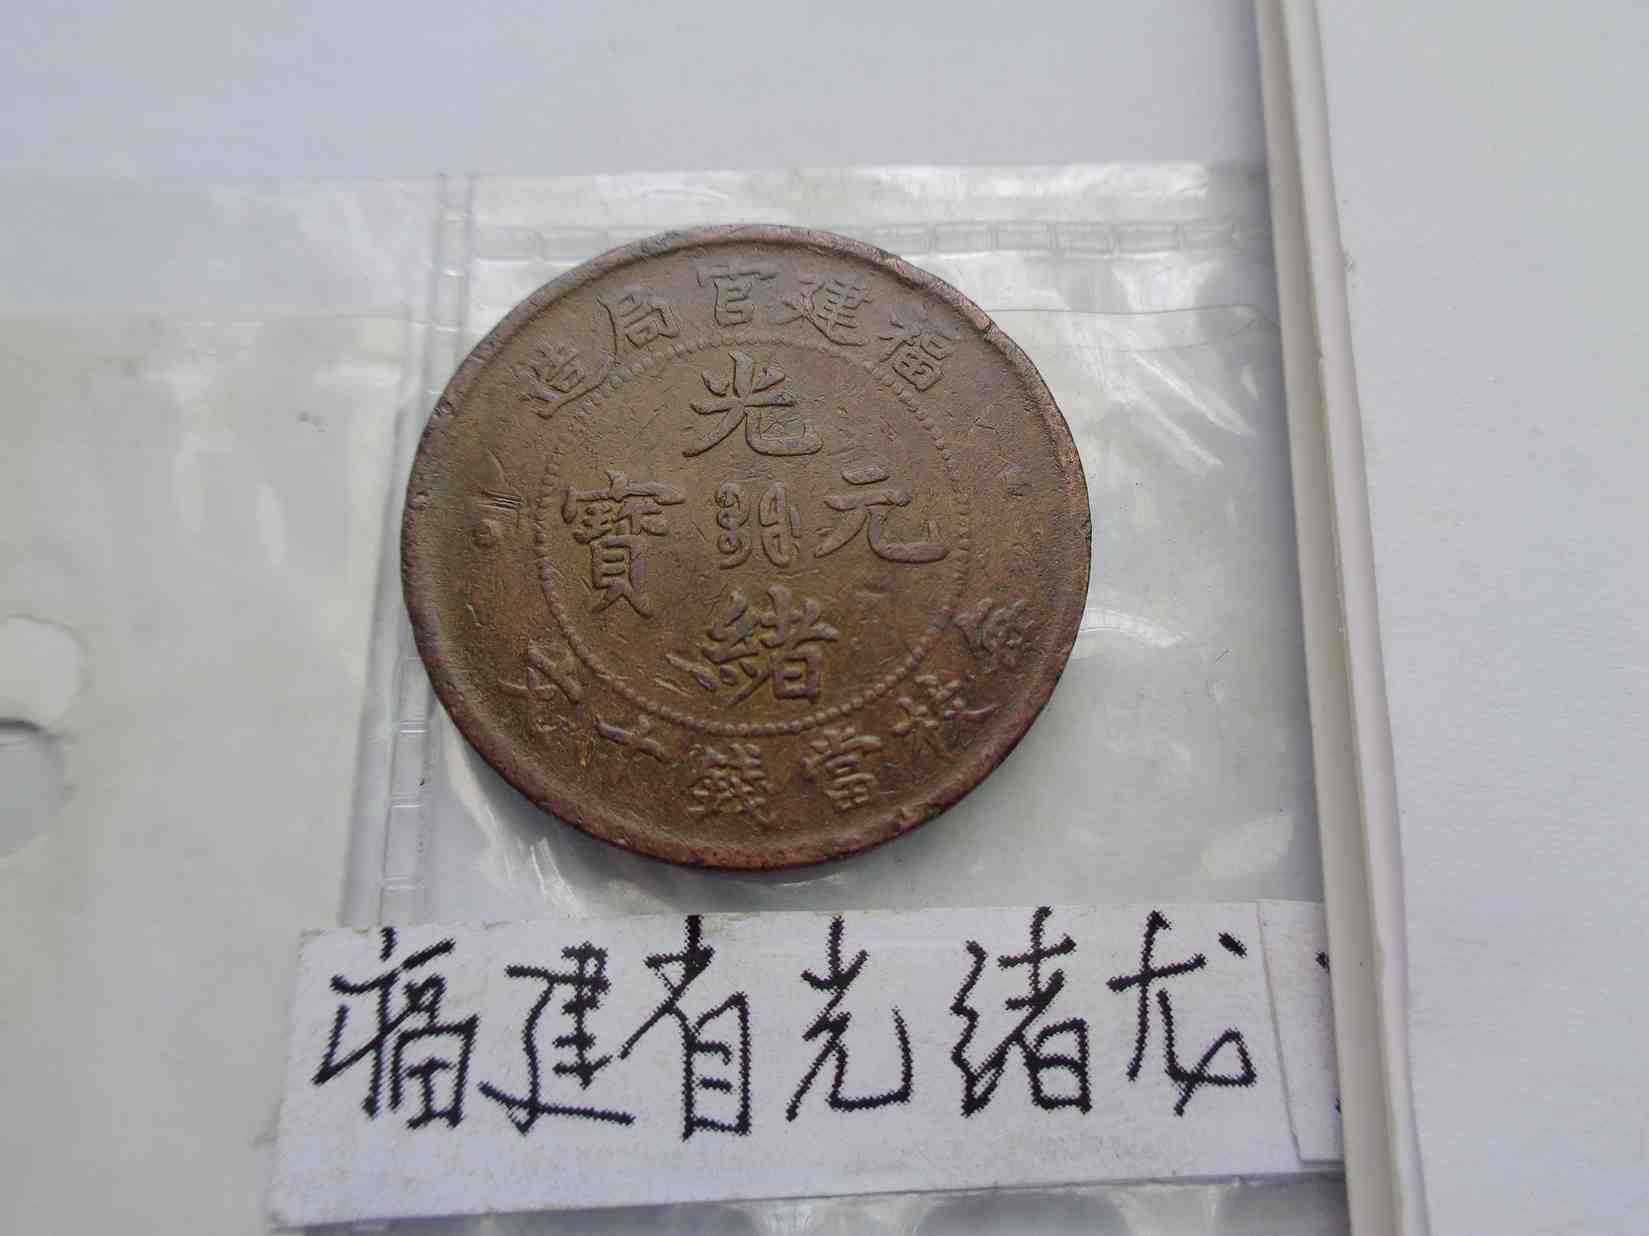 福建官局造
光緒元寶
每枚當錢十文
福建省光绪龙